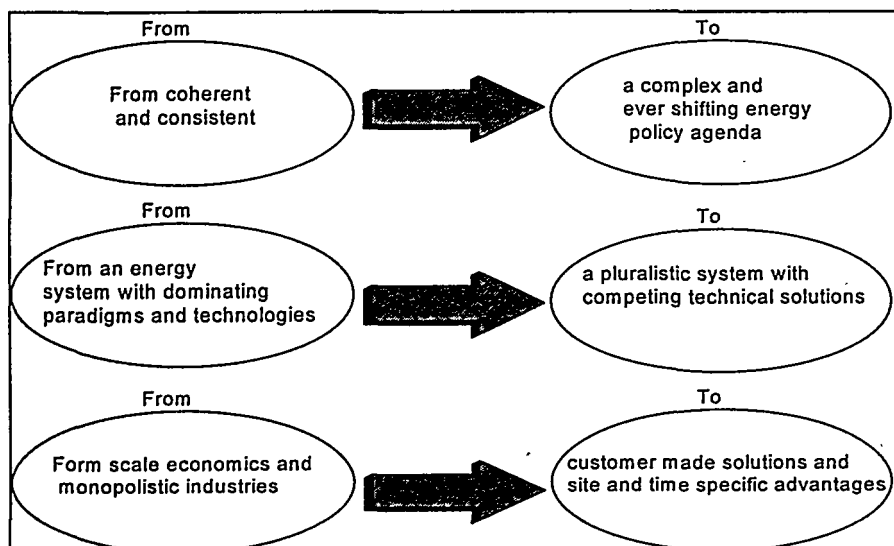 From
To
From coherent
and consistent
a complex and
ever shifting energy
policy agenda
From
To
From an energy
system with dominating
paradigms and technologies
a pluralistic system with
competing technical solutions
From
To
Form scale economics and
monopolistic industries
customer made solutions and
site and time specific advantages